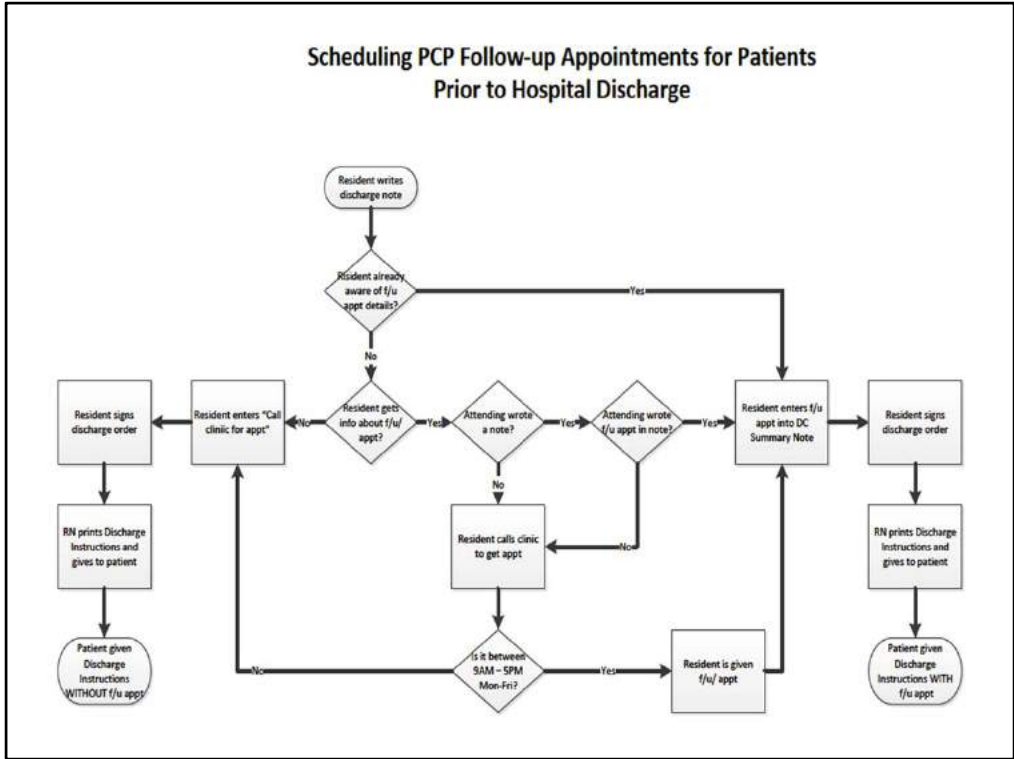 Scheduling PCP Follow-up Appointments for Patients
Prior to Hospital Discharge
Resident writes
discharge note
Risident already
aware of f/u
appt details?
Yes
No
Resident signs
discharge order
Resident enters "Call
cliniic for appt"
No
Resident gets
info about f/u/
appt?
Yes
Attending wrote
a note?
Yes
Attending wrote
f/u appt in note?
Yes
Resident enters f/u
appt into DC
Summary Note
Resident signs
discharge order
No
RN prints Discharge
Instructions and
gives to patient
Resident calls clinic
to get appt
No
RN prints Discharge
Instructions and
gives to patient
Patient given
Discharge
Instructions
WITHOUT f/u appt
No
Is it between
9AM – 5PM
Mon-Fri?
Yes
Resident is given
f/u/ appt
Patient given
Discharge
Instructions WITH
f/u appt